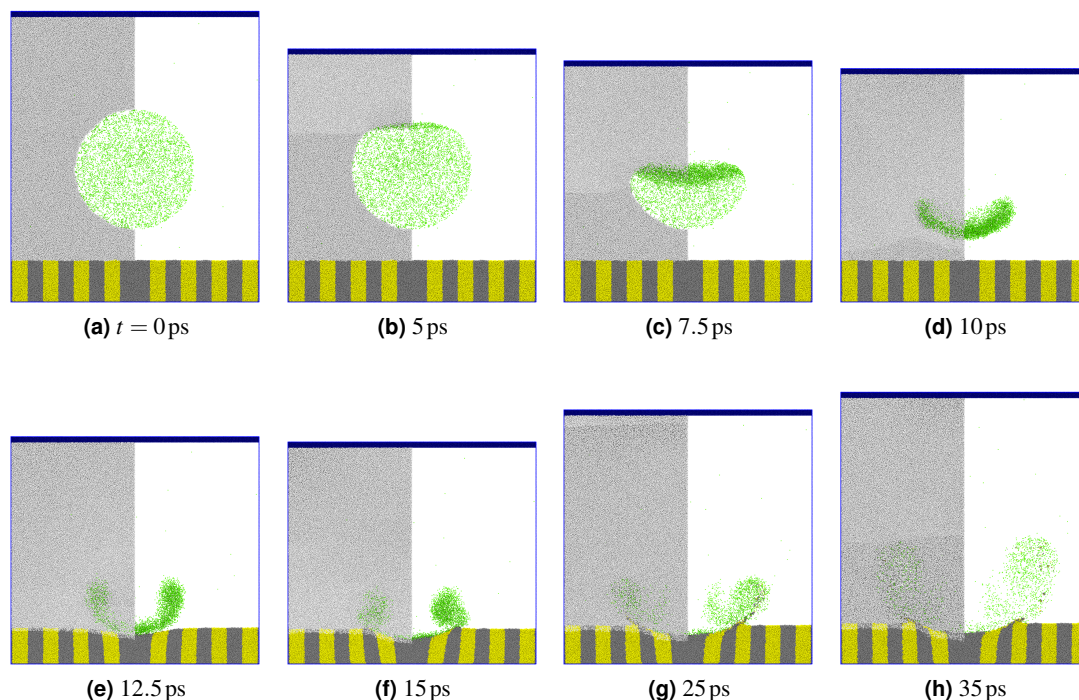 (a) t = 0 ps
(b) 5 ps
(c) 7.5 ps
(d) 10 ps
(e) 12.5 ps
(f) 15 ps
(g) 25 ps
(h) 35 ps